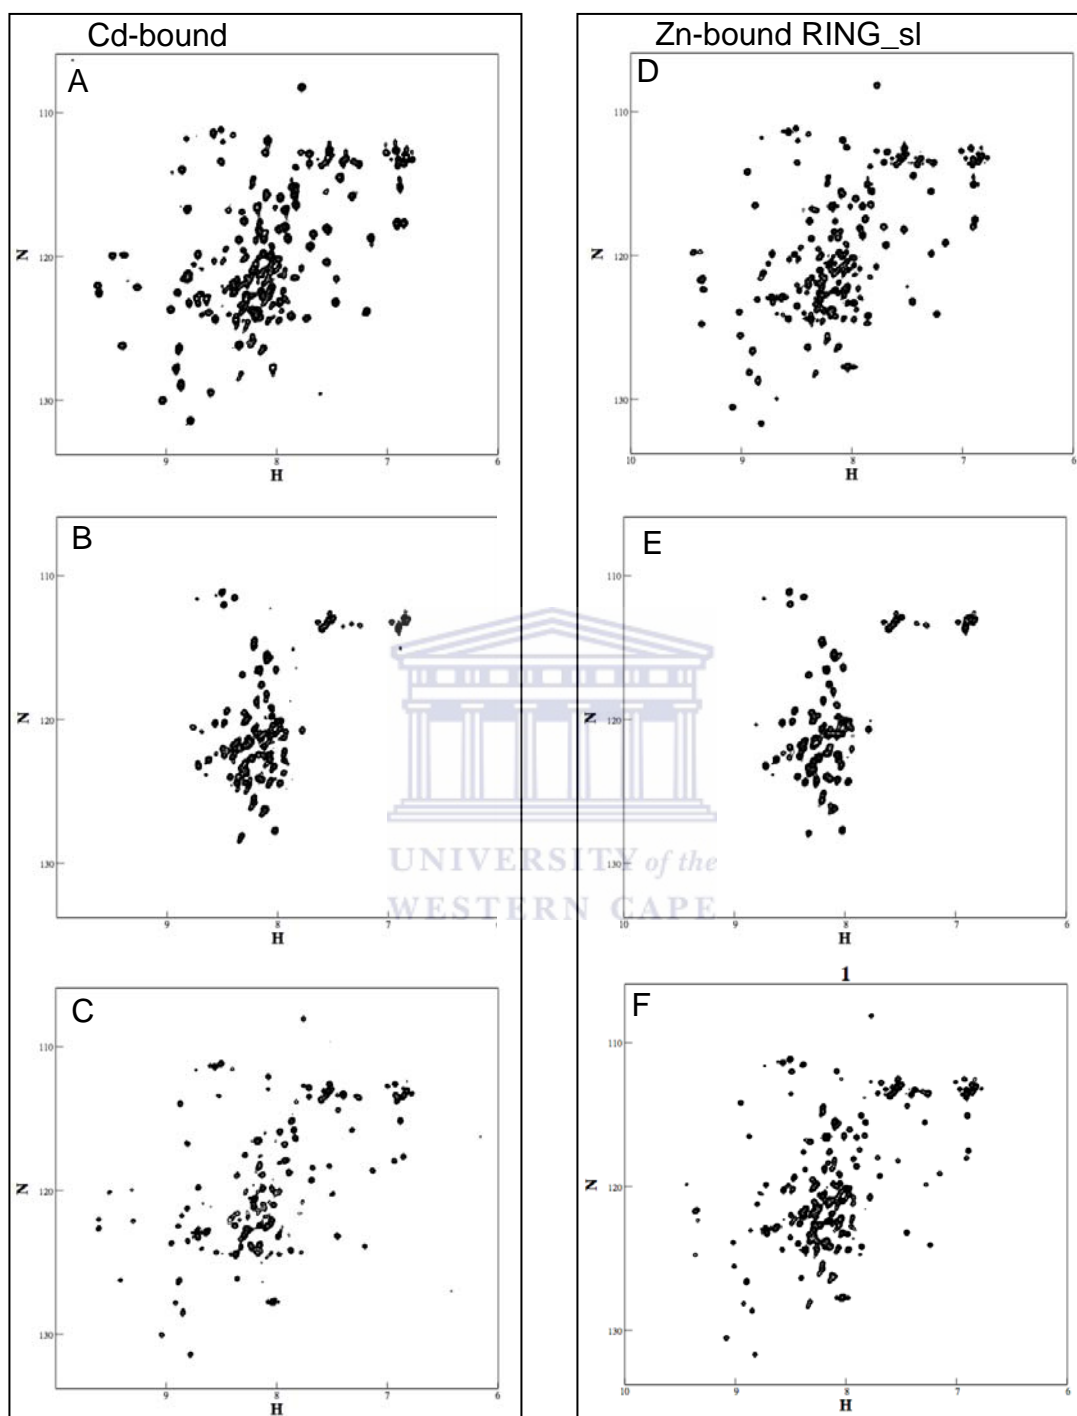 Cd-bound
A
110
N
120
130
9 8 7 6
H
B
110
N
120
130
9 8 7
H
C
110
N
120
130
9 8 7 6
H
Zn-bound RING_sl
D
110
N
120
130
10 9 8 7 6
H
E
110
N
120
130
10 9 8 7 6
H
1
F
110
N
120
130
10 9 8 7 6
H
UNIVERSITY of the
WESTERN CAPE